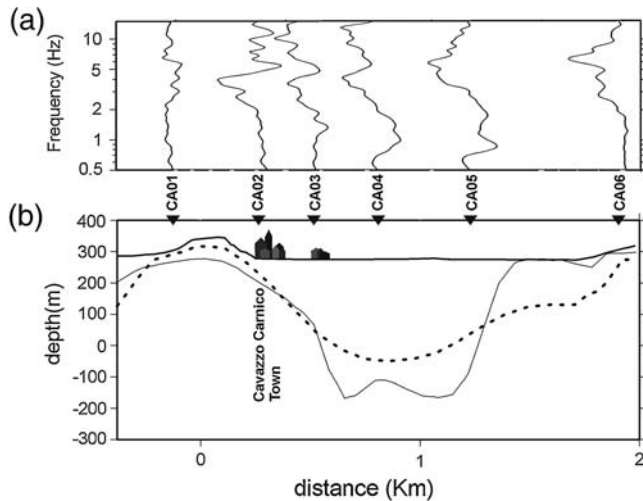 (a)
Frequency (Hz)
10
5
1
0.5
CA01
CA02
CA03
CA04
CA05
CA06
(b)
depth(m)
400
300
200
100
0
-100
-200
-300
Cavazzo Carnico
Town
0
1
2
distance (Km)